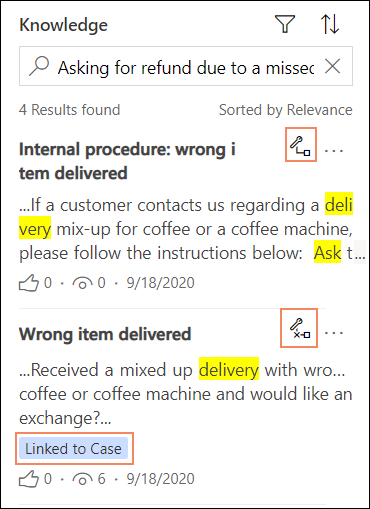 Knowledge
Asking for refund due to a missed
4 Results found Sorted by Relevance
Internal procedure: wrong i
tem delivered
...If a customer contacts us regarding a deli
very mix-up for coffee or a coffee machine,
please follow the instructions below: Ask t...
0 · 0 · 9/18/2020
Wrong item delivered
...Received a mixed up delivery with wro...
coffee or coffee machine and would like an
exchange?...
Linked to Case
0 · 6 · 9/18/2020